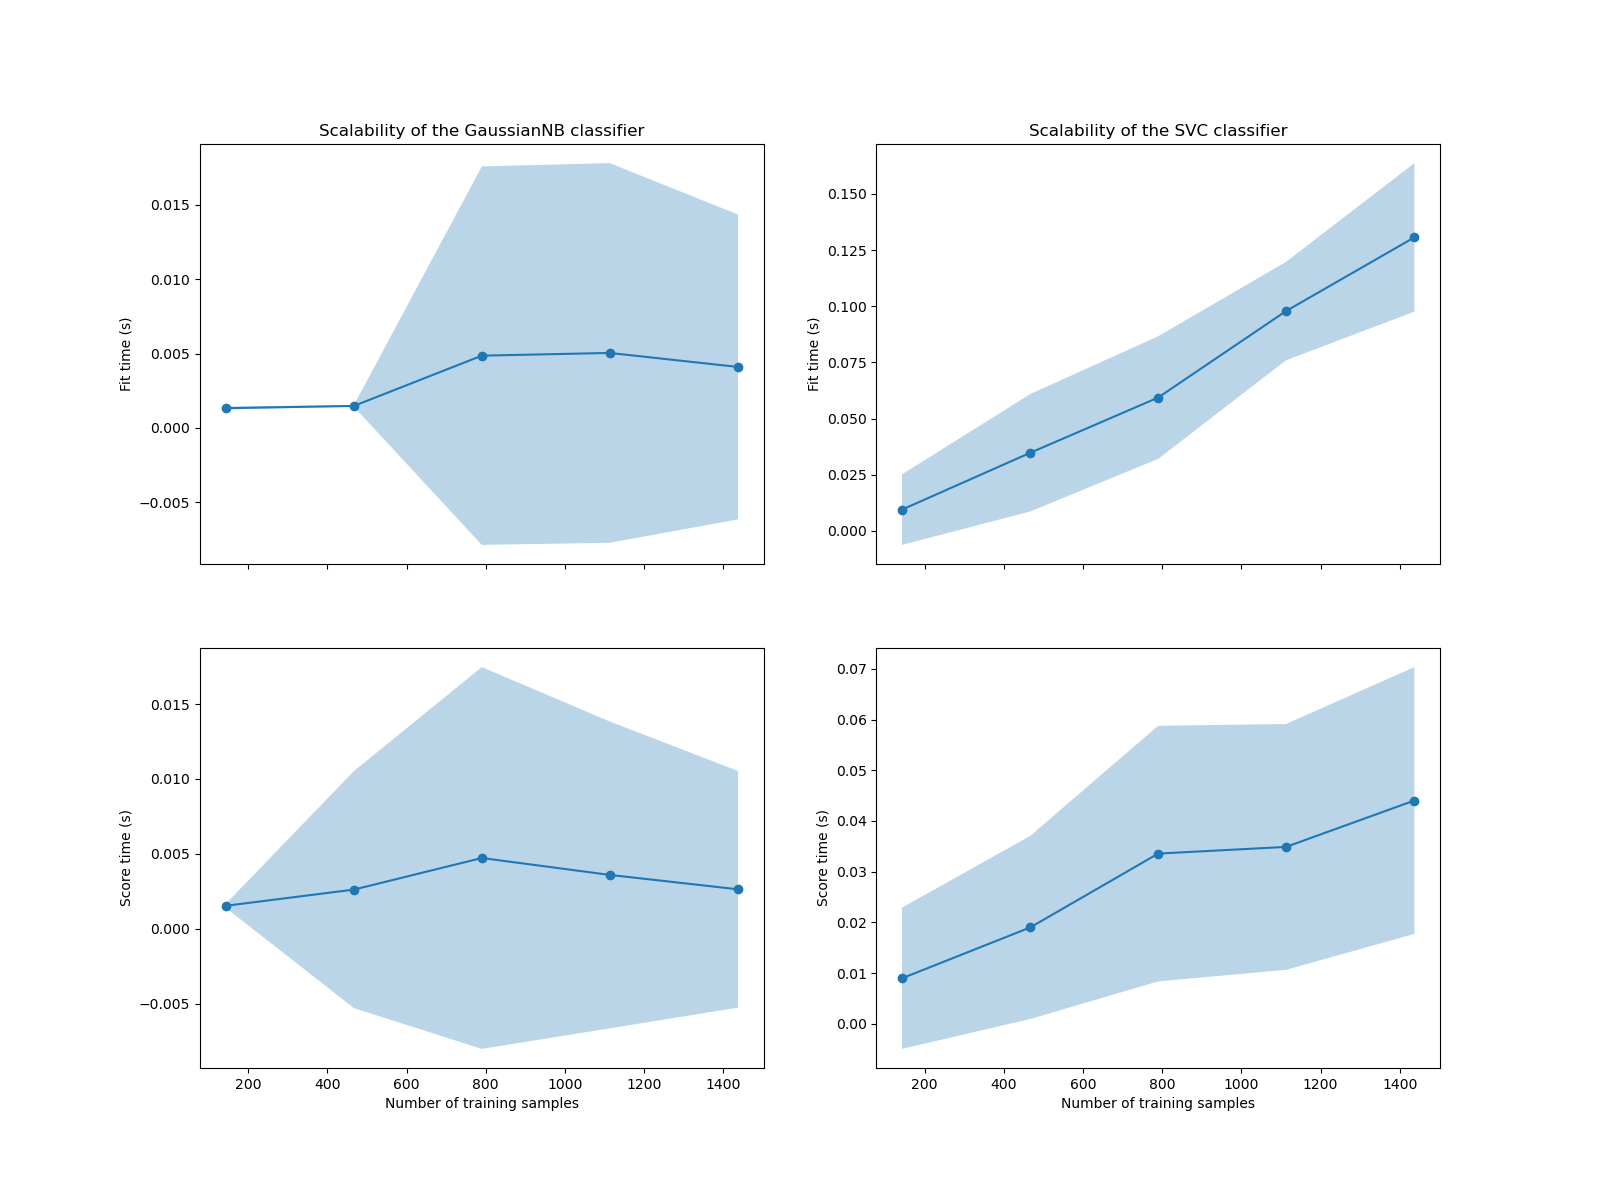 Scalability of the GaussianNB classifier
Fit time (s)
0.015
0.010
0.005
0.000
−0.005
Scalability of the SVC classifier
Fit time (s)
0.150
0.125
0.100
0.075
0.050
0.025
0.000
Score time (s)
0.015
0.010
0.005
0.000
−0.005
200 400 600 800 1000 1200 1400
Number of training samples
Score time (s)
0.07
0.06
0.05
0.04
0.03
0.02
0.01
0.00
200 400 600 800 1000 1200 1400
Number of training samples